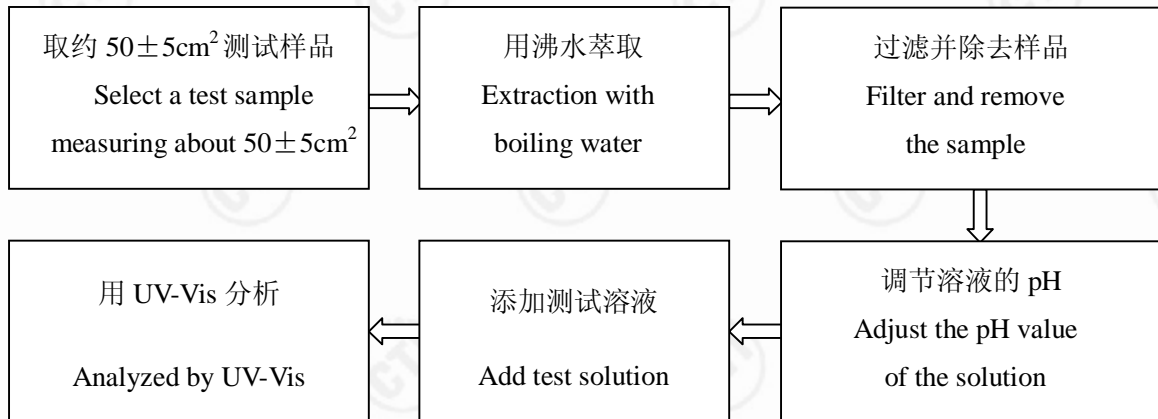 取约 50±5cm² 测试样品
Select a test sample
measuring about 50±5cm²
用沸水萃取
Extraction with
boiling water
过滤并除去样品
Filter and remove
the sample
调节溶液的 pH
Adjust the pH value
of the solution
添加测试溶液
Add test solution
用 UV-Vis 分析
Analyzed by UV-Vis